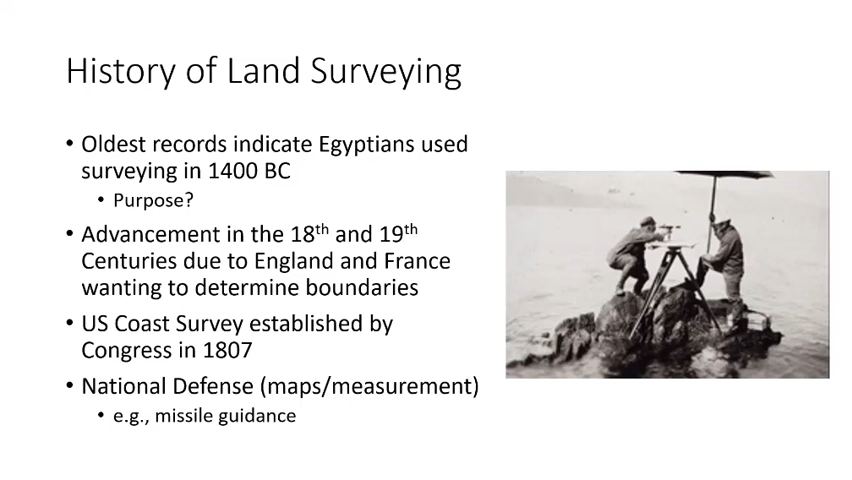 History of Land Surveying
• Oldest records indicate Egyptians used
surveying in 1400 BC
• Purpose?
• Advancement in the 18th and 19th
Centuries due to England and France
wanting to determine boundaries
• US Coast Survey established by
Congress in 1807
• National Defense (maps/measurement)
• e.g., missile guidance